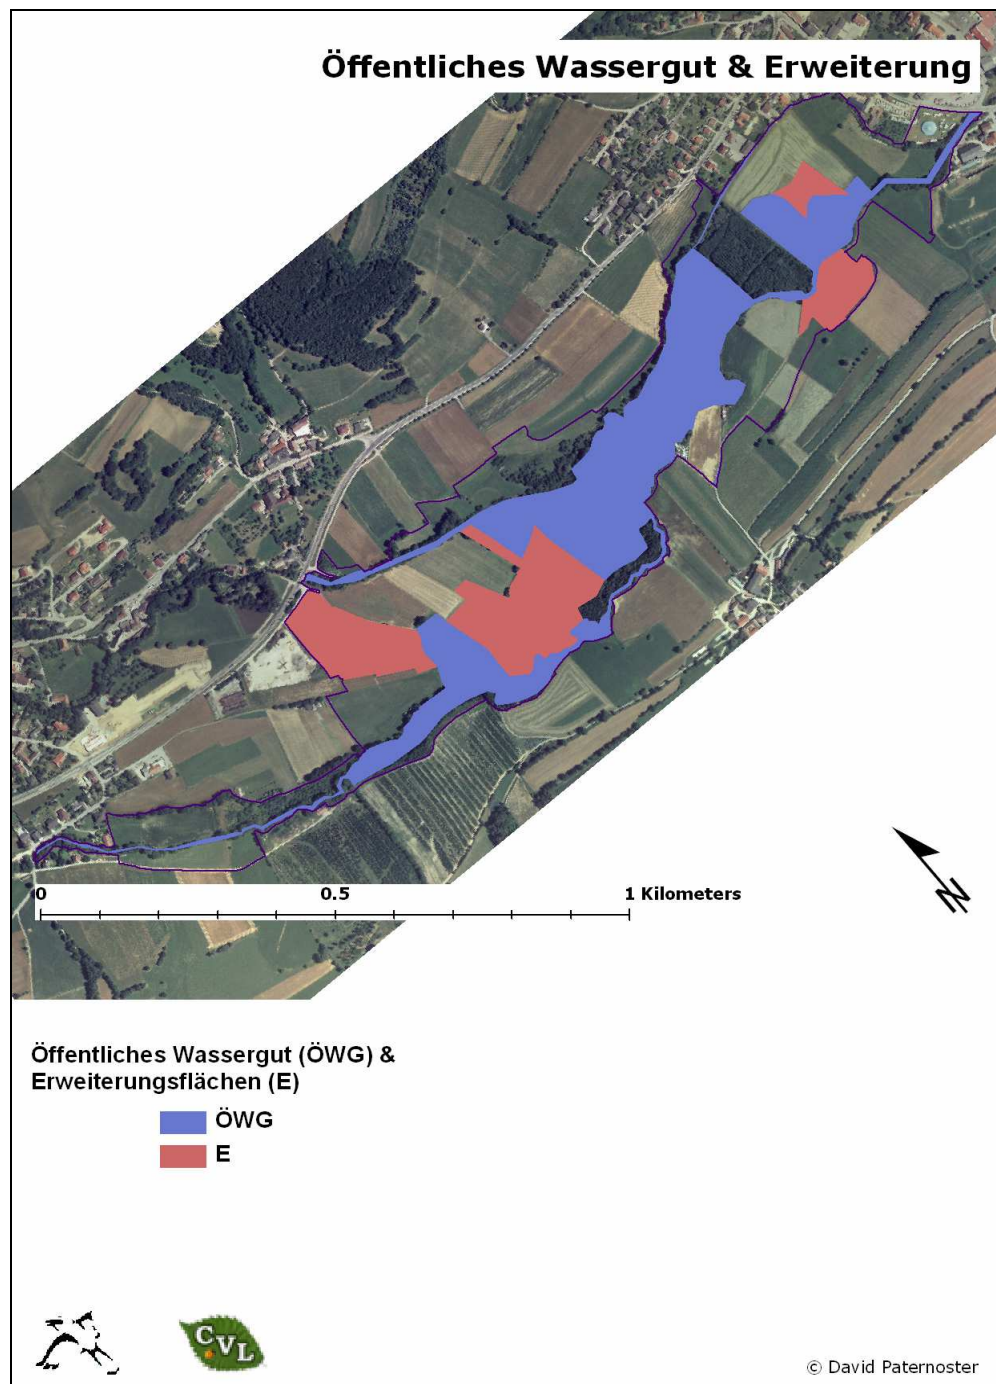 Öffentliches Wassergut & Erweiterung
0 0.5 1 Kilometers
N
Öffentliches Wassergut (ÖWG) &
Erweiterungsflächen (E)
ÖWG
E
CVL
© David Paternoster